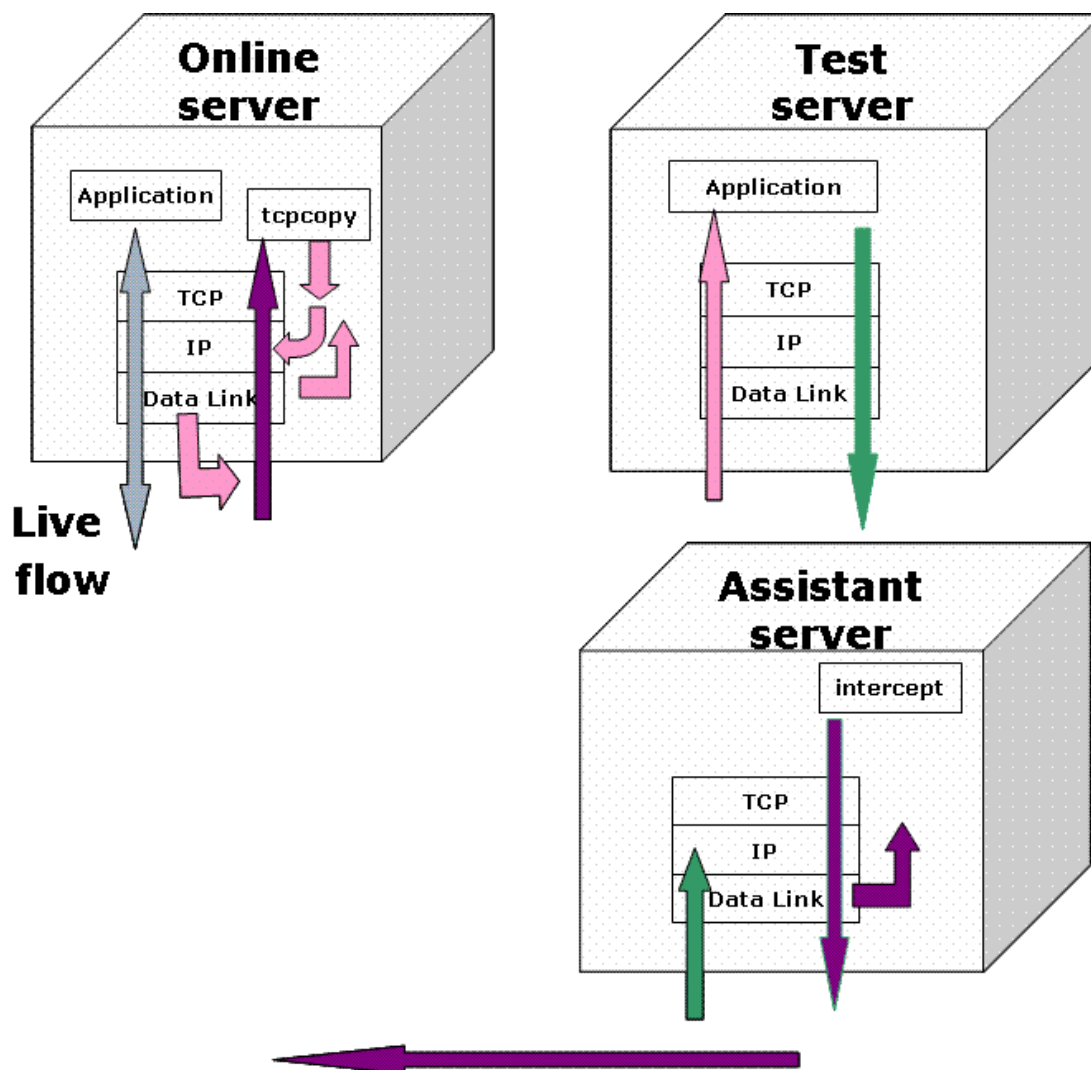 Online
server
Application
tcpcopy
TCP
IP
Data Link
Live
flow
Test
server
Application
TCP
IP
Data Link
Assistant
server
intercept
TCP
IP
Data Link